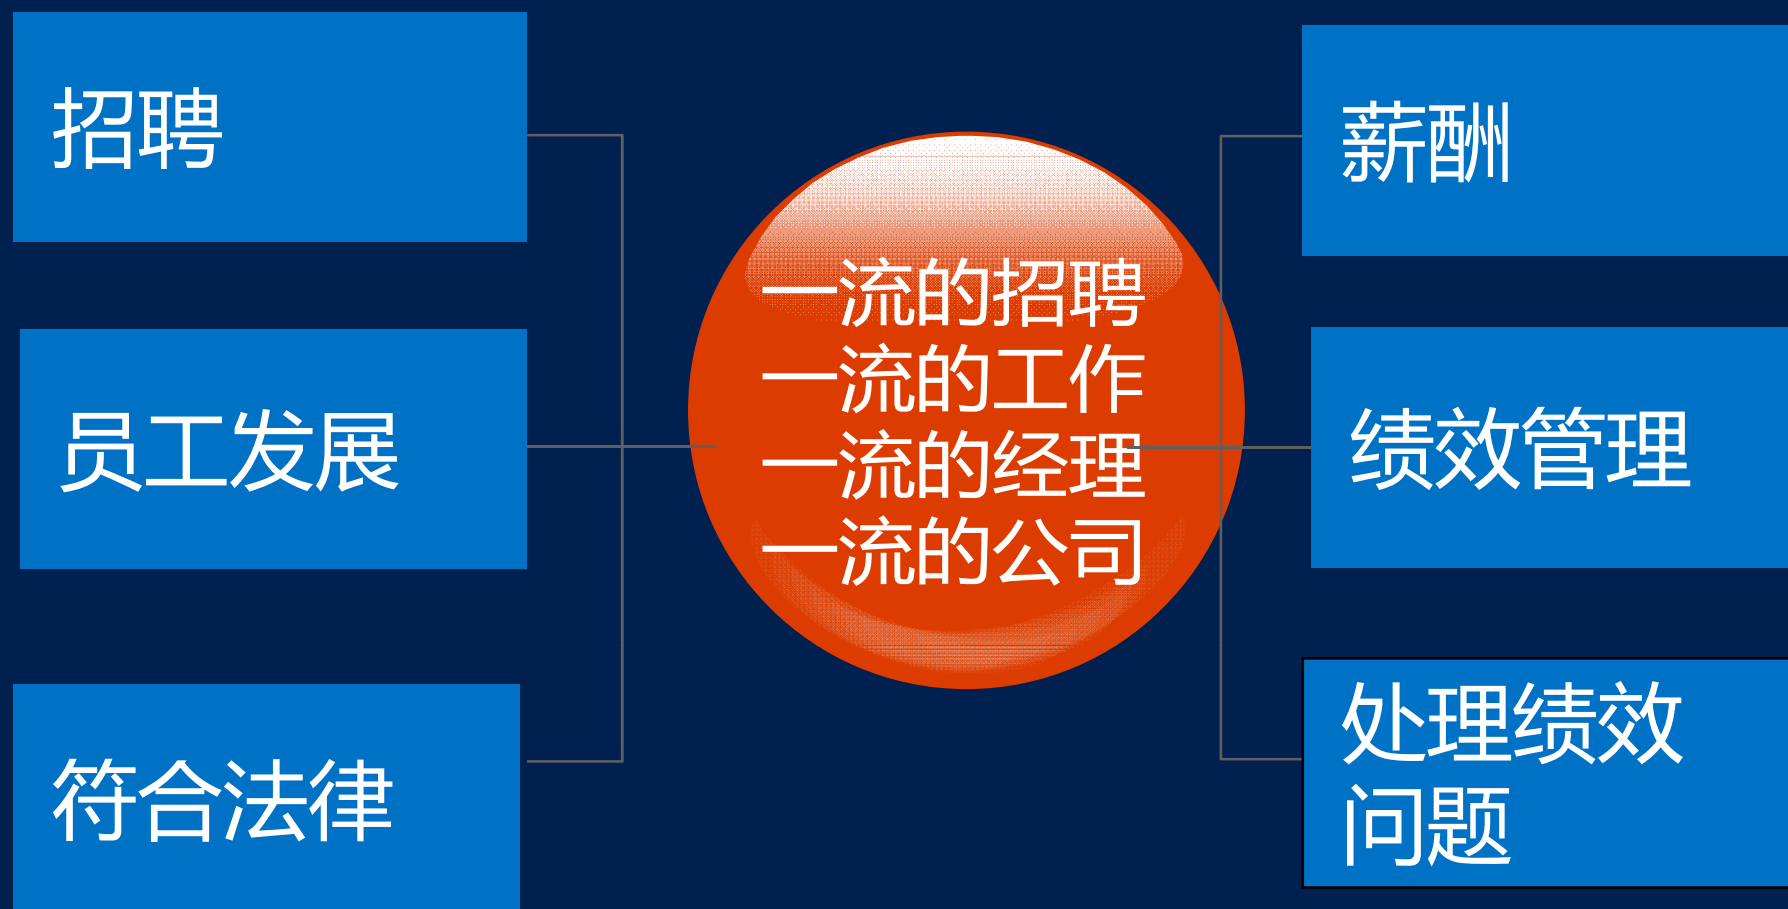 招聘
员工发展
符合法律
一流的招聘
一流的工作
一流的经理
一流的公司
薪酬
绩效管理
处理绩效
问题